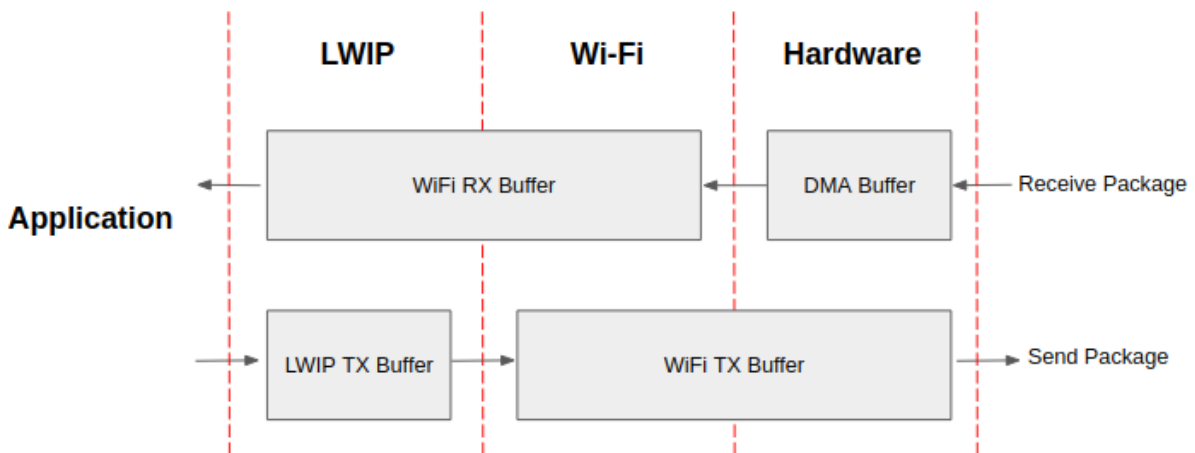 LWIP
Wi-Fi
Hardware
WiFi RX Buffer
DMA Buffer
Receive Package
Application
LWIP TX Buffer
WiFi TX Buffer
Send Package